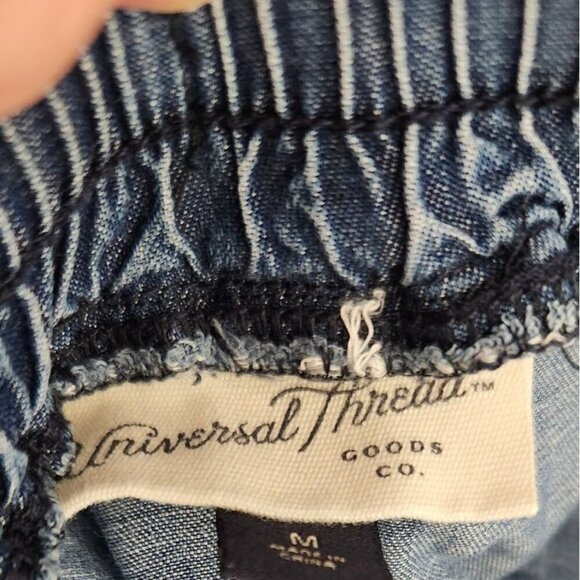 Universal Thread™
GOODS
CO.
M
MADE IN
CHINA